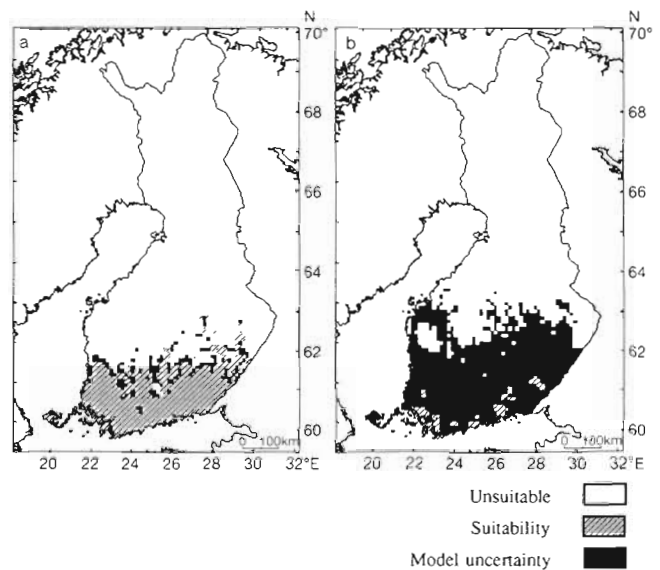 N N
a b
70° 70°
68 68
66 66
64 64
62 62
60 60
0 100km 0 100km
20 22 24 26 28 30 32°E 20 22 24 26 28 30 32°E
Unsuitable
Suitability
Model uncertainty